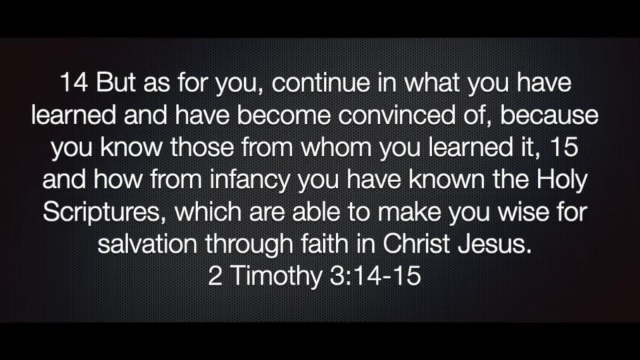 14 But as for you, continue in what you have
learned and have become convinced of, because
you know those from whom you learned it, 15
and how from infancy you have known the Holy
Scriptures, which are able to make you wise for
salvation through faith in Christ Jesus.
2 Timothy 3:14-15